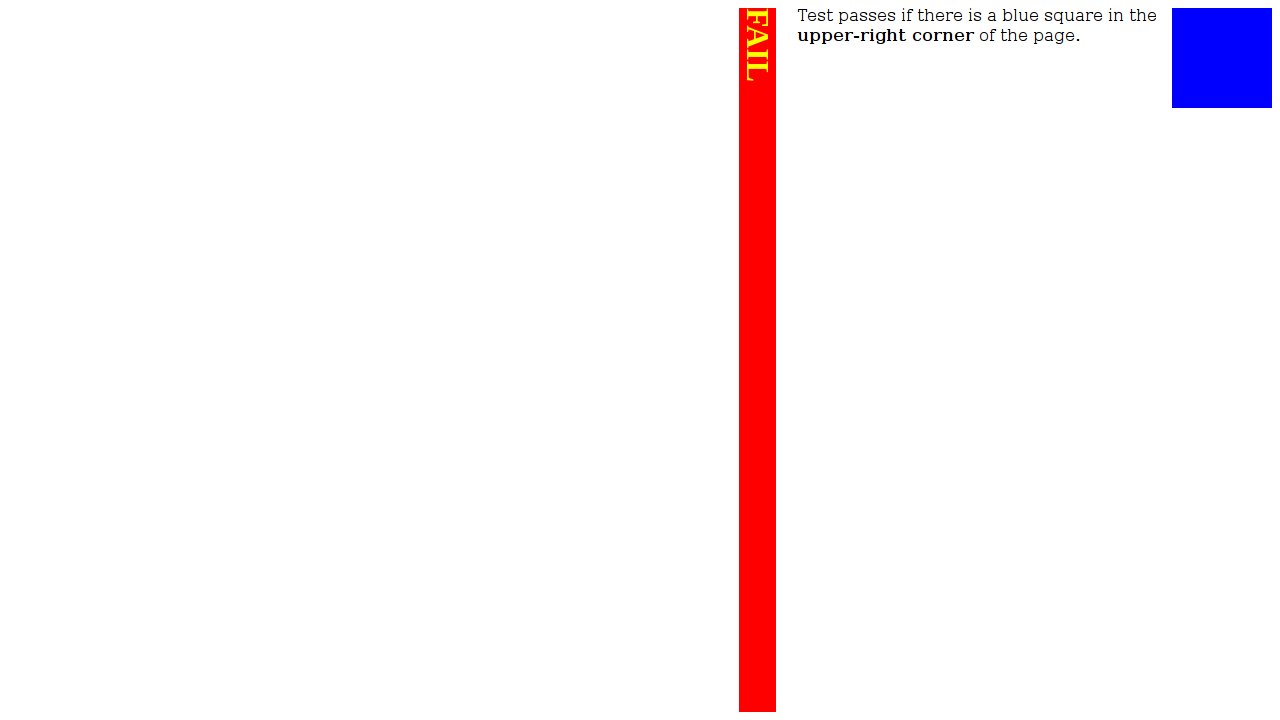 Test passes if there is a blue square in the
upper-right corner of the page.
FAIL